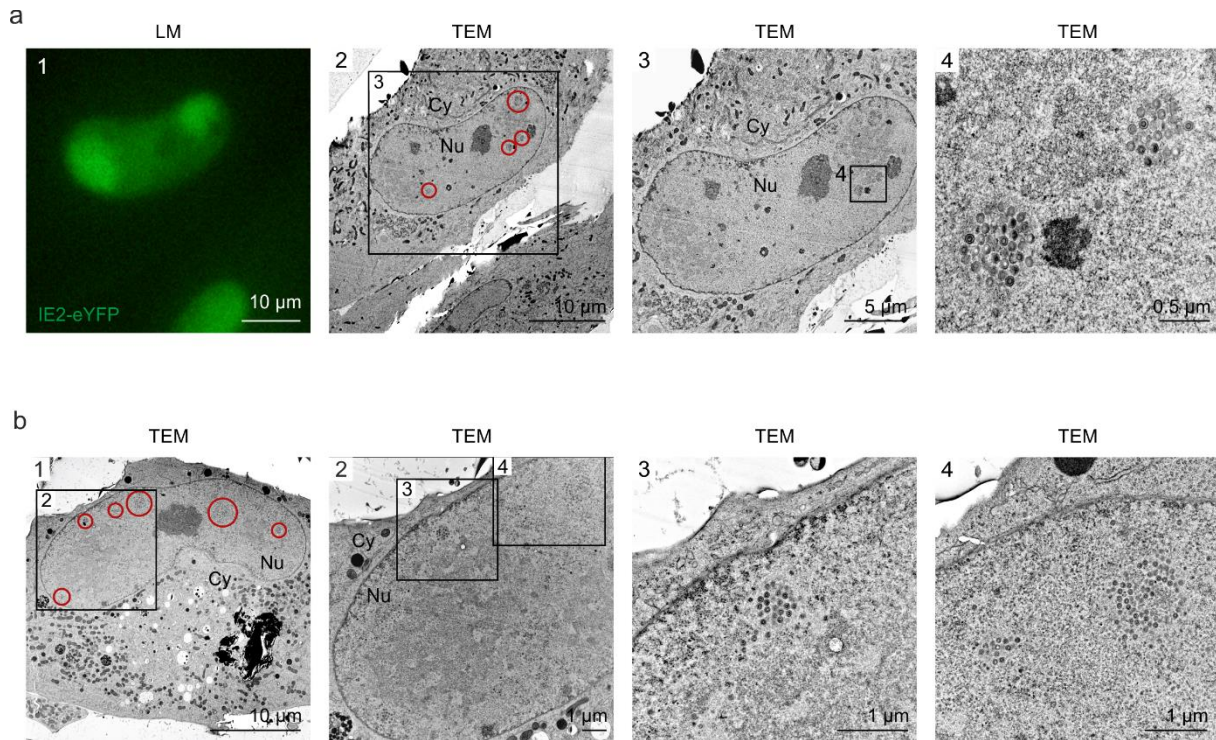 a
LM TEM TEM TEM
1 2 3 4
3 Cy Cy
Nu Nu 4
IE2-eYFP 10 µm 10 µm 5 µm 0.5 µm
b
TEM TEM TEM TEM
1 2 3 4
2 3 4
Cy Nu Cy Nu
10 µm 1 µm 1 µm 1 µm